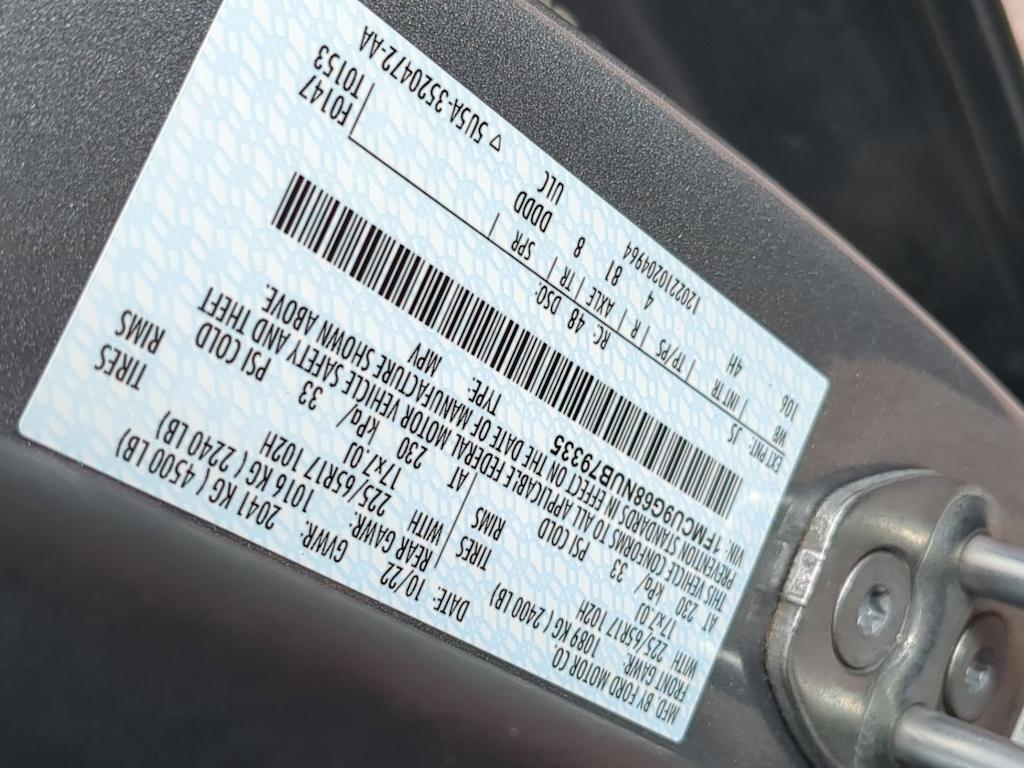 MFD BY FORD MOTOR CO.
DATE: 10/22 GVWR: 2041 KG ( 4500 LB)
FRONT GAWR: 1089 KG ( 2400 LB) REAR GAWR: 1016 KG ( 2240 LB)
WITH 225/65R17 102H TIRES WITH 225/65R17 102H TIRES
17x7.0J RIMS 17x7.0J RIMS
AT 230 kPa/ 33 PSI COLD AT 230 kPa/ 33 PSI COLD
THIS VEHICLE CONFORMS TO ALL APPLICABLE FEDERAL MOTOR VEHICLE SAFETY AND THEFT
PREVENTION STANDARDS IN EFFECT ON THE DATE OF MANUFACTURE SHOWN ABOVE.
VIN: 1FMCU9G68NUB79335 TYPE: MPV
F0147
T0153
EXT PNT: J5 RC: 48 DSO:
WB | INT TR | TP/PS | R | AXLE | TR | SPR |
106 4H 4 81 8 DDDD
ULC
1202210204964 ▽ 5U5A-3520472-AA